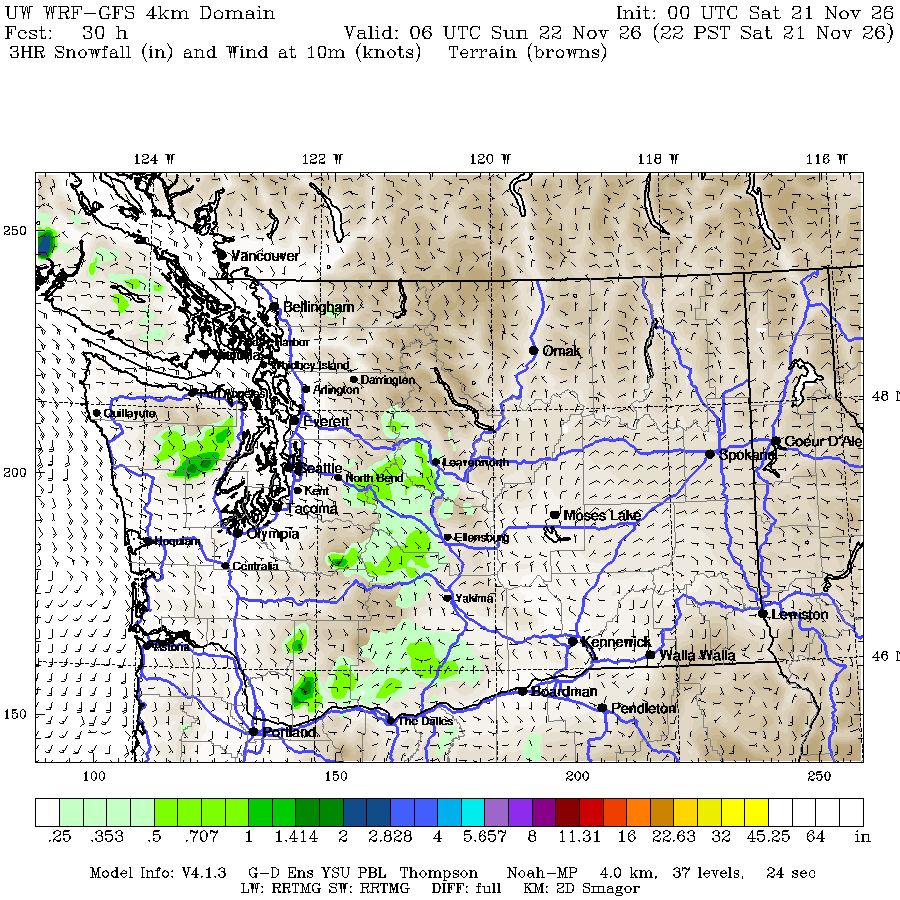 UW WRF-GFS 4km Domain Init: 00 UTC Sat 21 Nov 26
Fcst: 30 h Valid: 06 UTC Sun 22 Nov 26 (22 PST Sat 21 Nov 26)
3HR Snowfall (in) and Wind at 10m (knots) Terrain (browns)
124 W 122 W 120 W 118 W 116 W
250
Vancouver
Bellingham
Omak
Whidbey Island
Darrington
Arlington
Port Angeles
48 N
Quillayute
Everett
Coeur D'Alene
Spokane
Leavenworth
200
Seattle
North Bend
Kent
Tacoma
Moses Lake
Olympia
Ellensburg
Hoquiam
Centralia
Yakima
Lewiston
Kennewick
Astoria
Walla Walla
46 N
Boardman
Pendleton
150
The Dalles
Portland
100 150 200 250
.25 .353 .5 .707 1 1.414 2 2.828 4 5.657 8 11.31 16 22.63 32 45.25 64 in
Model Info: V4.1.3 G-D Ens YSU PBL Thompson Noah-MP 4.0 km, 37 levels, 24 sec
LW: RRTMG SW: RRTMG DIFF: full KM: 2D Smagor